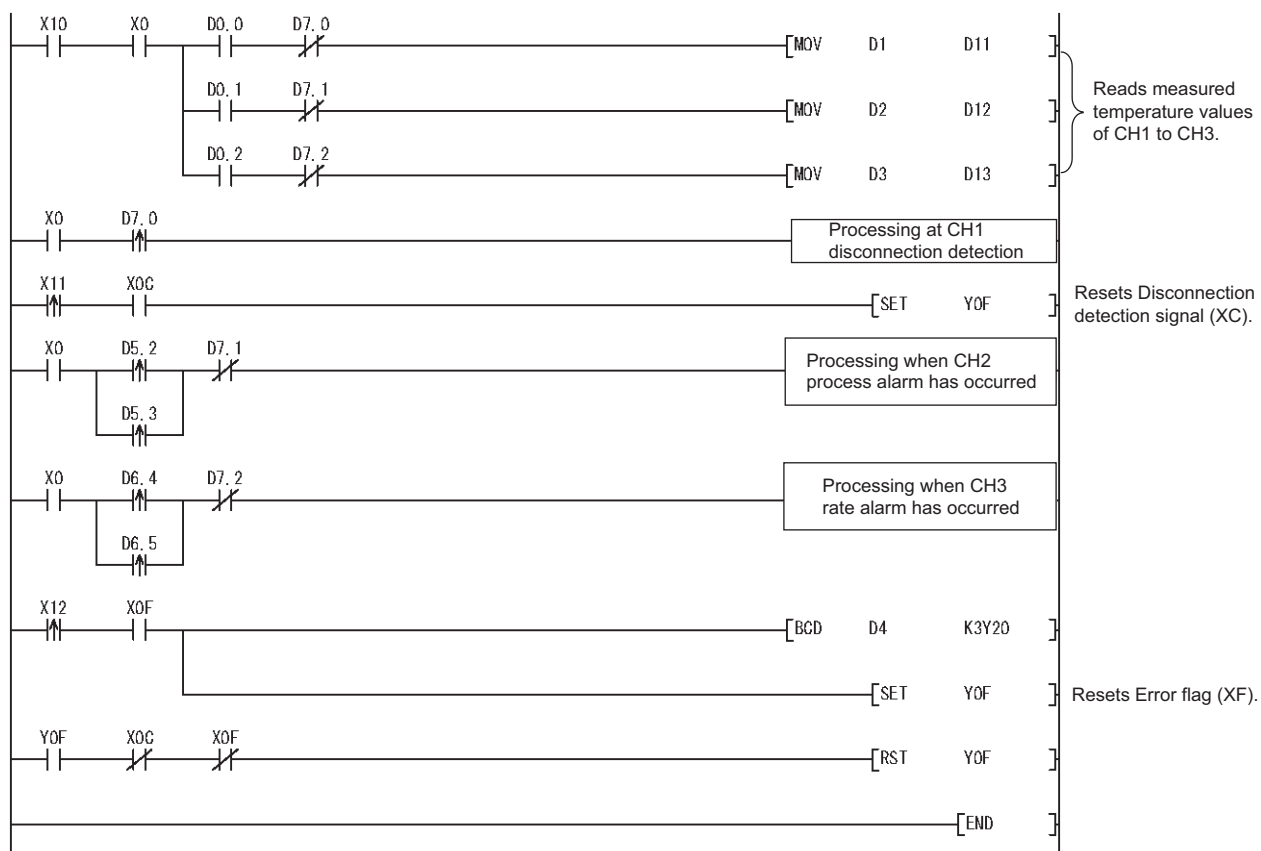 X10 X0 D0.0 D7.0
[MOV D1 D11 ]
D0.1 D7.1
[MOV D2 D12 ]
D0.2 D7.2
[MOV D3 D13 ]
Reads measured
temperature values
of CH1 to CH3.
X0 D7.0
Processing at CH1
disconnection detection
X11 X0C
[SET Y0F ]
Resets Disconnection
detection signal (XC).
X0 D5.2 D7.1
Processing when CH2
process alarm has occurred
D5.3
X0 D6.4 D7.2
Processing when CH3
rate alarm has occurred
D6.5
X12 X0F
[BCD D4 K3Y20 ]
[SET Y0F ]
Resets Error flag (XF).
Y0F X0C X0F
[RST Y0F ]
[END ]